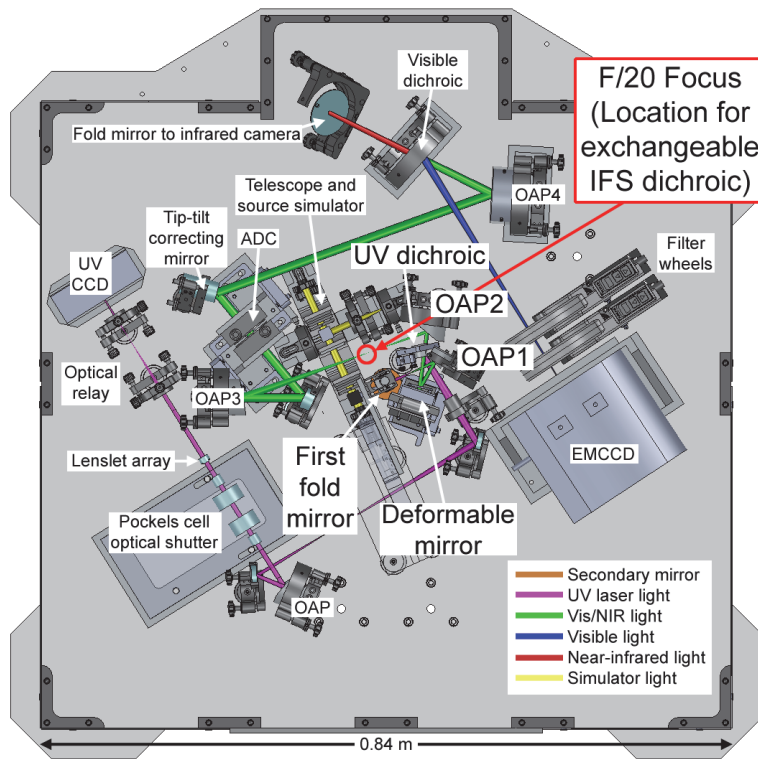 Visible
dichroic
F/20 Focus
(Location for
exchangeable
IFS dichroic)
Fold mirror to infrared camera
Telescope and
source simulator
OAP4
Tip-tilt
correcting
mirror
ADC
UV dichroic
Filter
wheels
UV
CCD
OAP2
OAP1
Optical
relay
OAP3
Lenslet array
First
fold
mirror
EMCCD
Deformable
mirror
Pockels cell
optical shutter
OAP
Secondary mirror
UV laser light
Vis/NIR light
Visible light
Near-infrared light
Simulator light
0.84 m